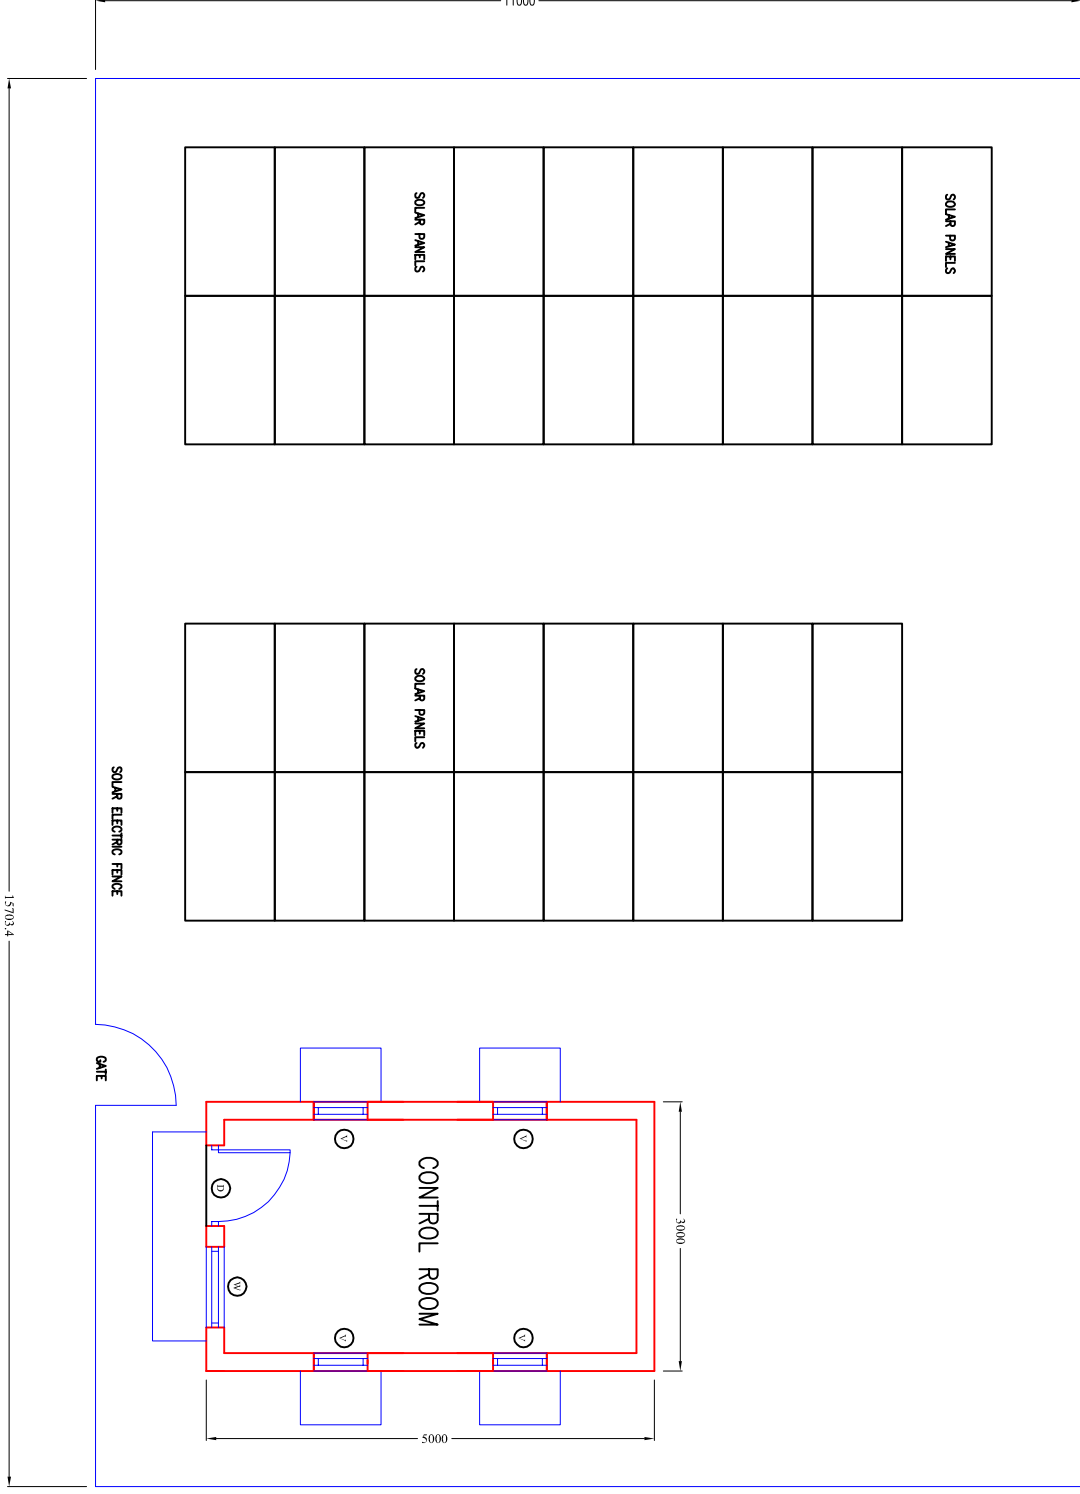 11000
SOLAR PANELS
SOLAR PANELS
SOLAR PANELS
SOLAR ELECTRIC FENCE
15703.4
GATE
V
V
D
CONTROL ROOM
3000
W
V
V
5000